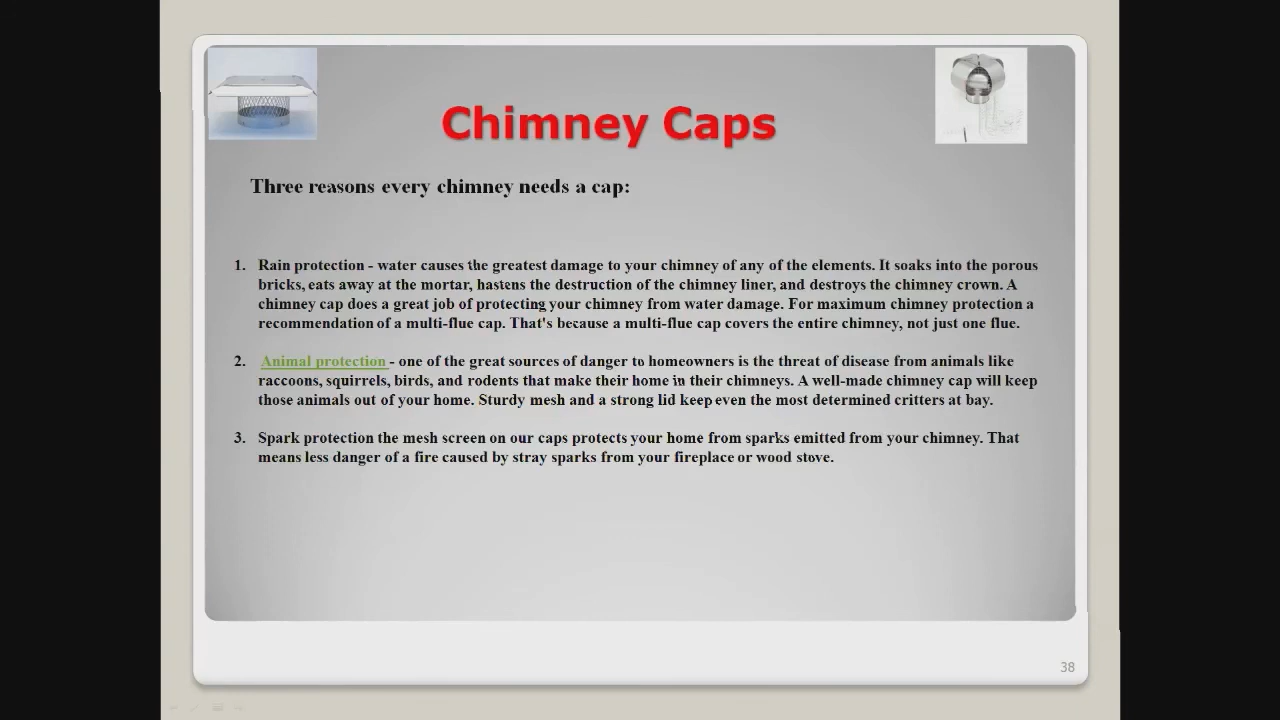 Chimney Caps
Three reasons every chimney needs a cap:
1. Rain protection - water causes the greatest damage to your chimney of any of the elements. It soaks into the porous
bricks, eats away at the mortar, hastens the destruction of the chimney liner, and destroys the chimney crown. A
chimney cap does a great job of protecting your chimney from water damage. For maximum chimney protection a
recommendation of a multi-flue cap. That's because a multi-flue cap covers the entire chimney, not just one flue.
2. Animal protection - one of the great sources of danger to homeowners is the threat of disease from animals like
raccoons, squirrels, birds, and rodents that make their home in their chimneys. A well-made chimney cap will keep
those animals out of your home. Sturdy mesh and a strong lid keep even the most determined critters at bay.
3. Spark protection the mesh screen on our caps protects your home from sparks emitted from your chimney. That
means less danger of a fire caused by stray sparks from your fireplace or wood stove.
38